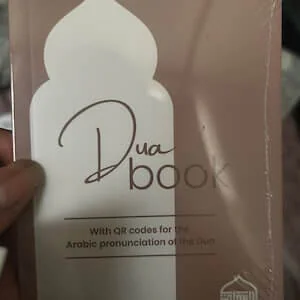 Dua
book
With QR codes for the
Arabic pronunciation of the Dua